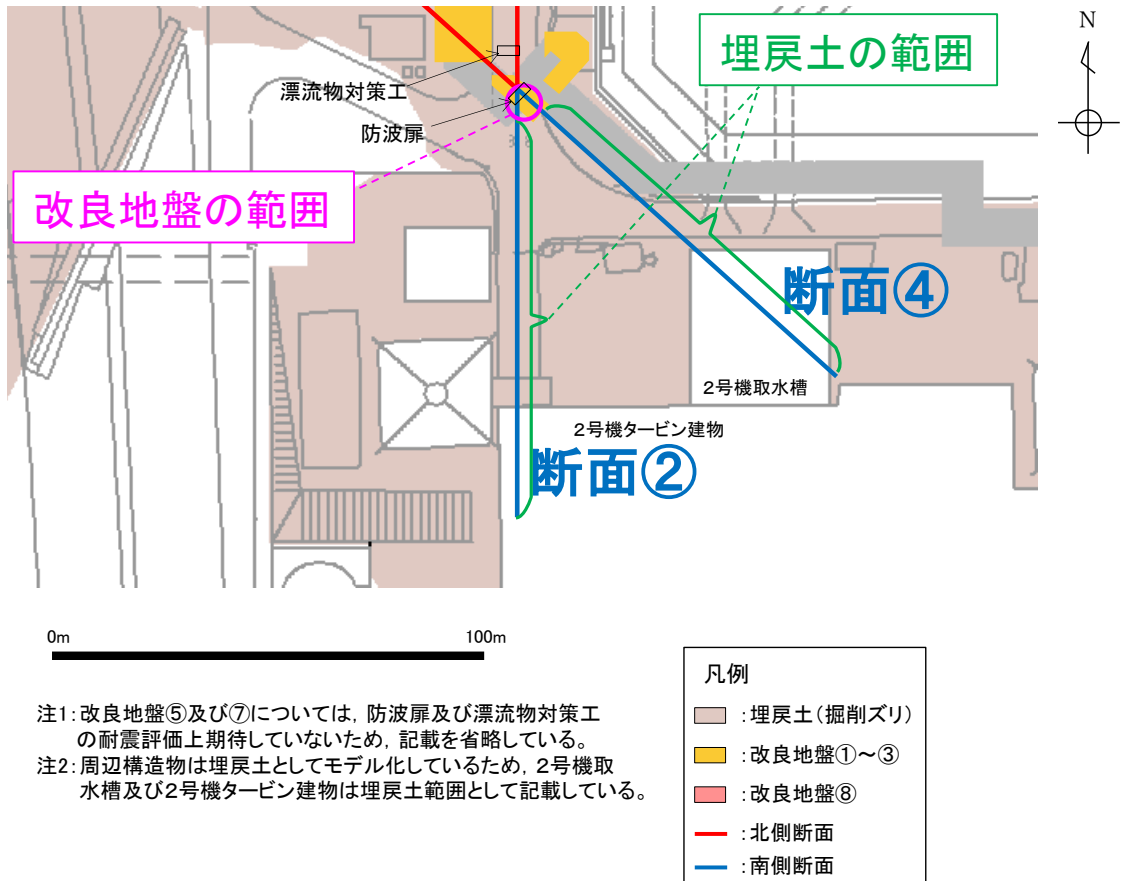 N
埋戻土の範囲
漂流物対策工
防波扉
改良地盤の範囲
断面④
2号機取水槽
2号機タービン建物
断面②
0m 100m
注1:改良地盤⑤及び⑦については,防波扉及び漂流物対策工
の耐震評価上期待していないため,記載を省略している。
注2:周辺構造物は埋戻土としてモデル化しているため,2号機取
水槽及び2号機タービン建物は埋戻土範囲として記載している。
凡例
:埋戻土(掘削ズリ)
:改良地盤①~③
:改良地盤⑧
:北側断面
:南側断面